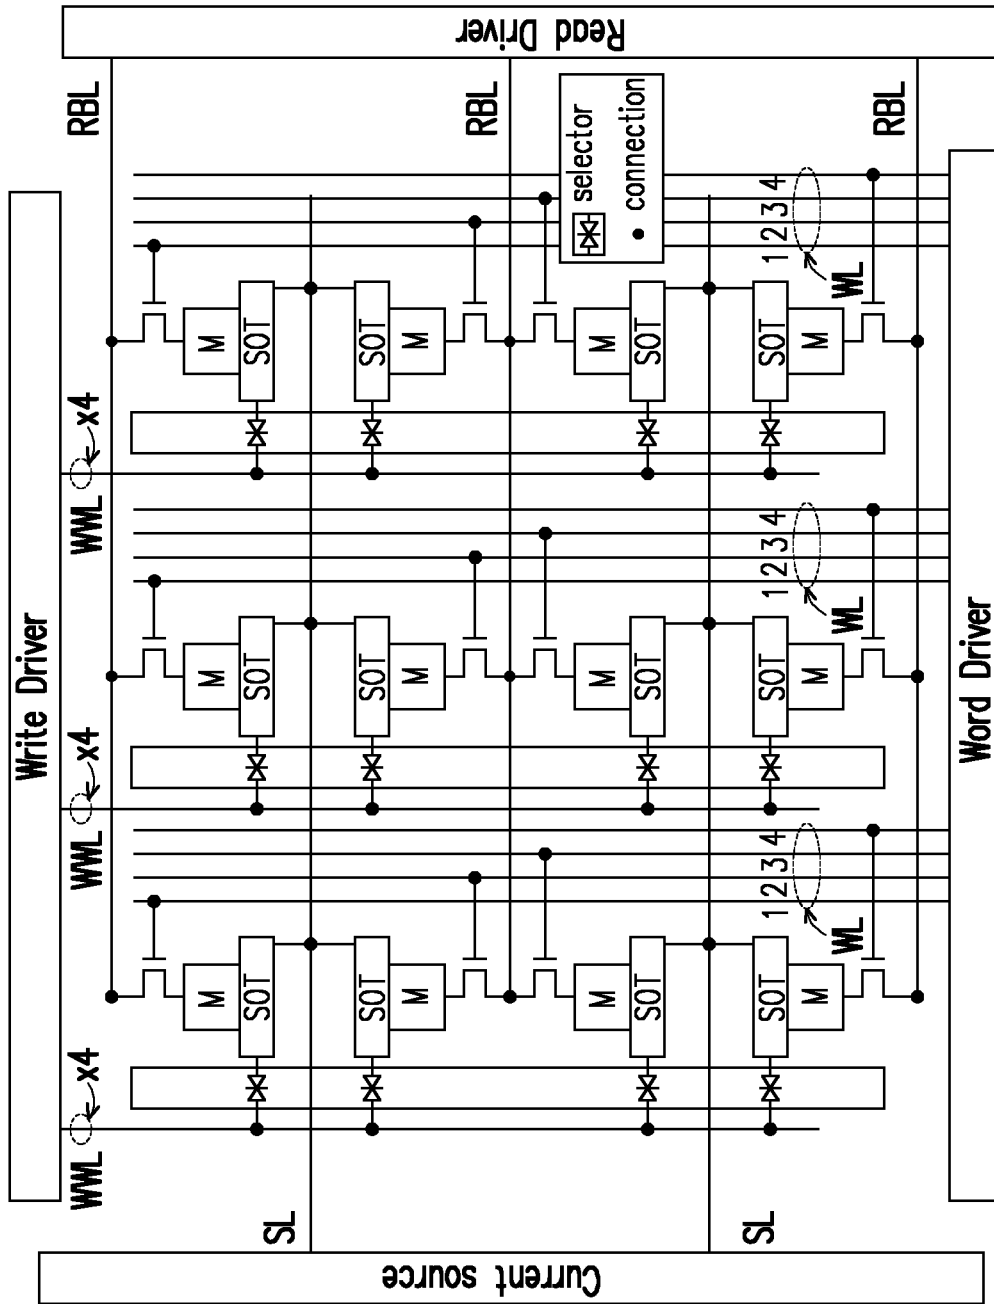 Read Driver
RBL
RBL
RBL
selector
connection
1 2 3 4
WL
M
SOT
SOT
M
M
SOT
SOT
M
x4
WWL
1 2 3 4
WL
Write Driver
Word Driver
M
SOT
SOT
M
M
SOT
SOT
M
x4
WWL
1 2 3 4
WL
M
SOT
SOT
M
M
SOT
SOT
M
x4
WWL
SL
SL
Current source